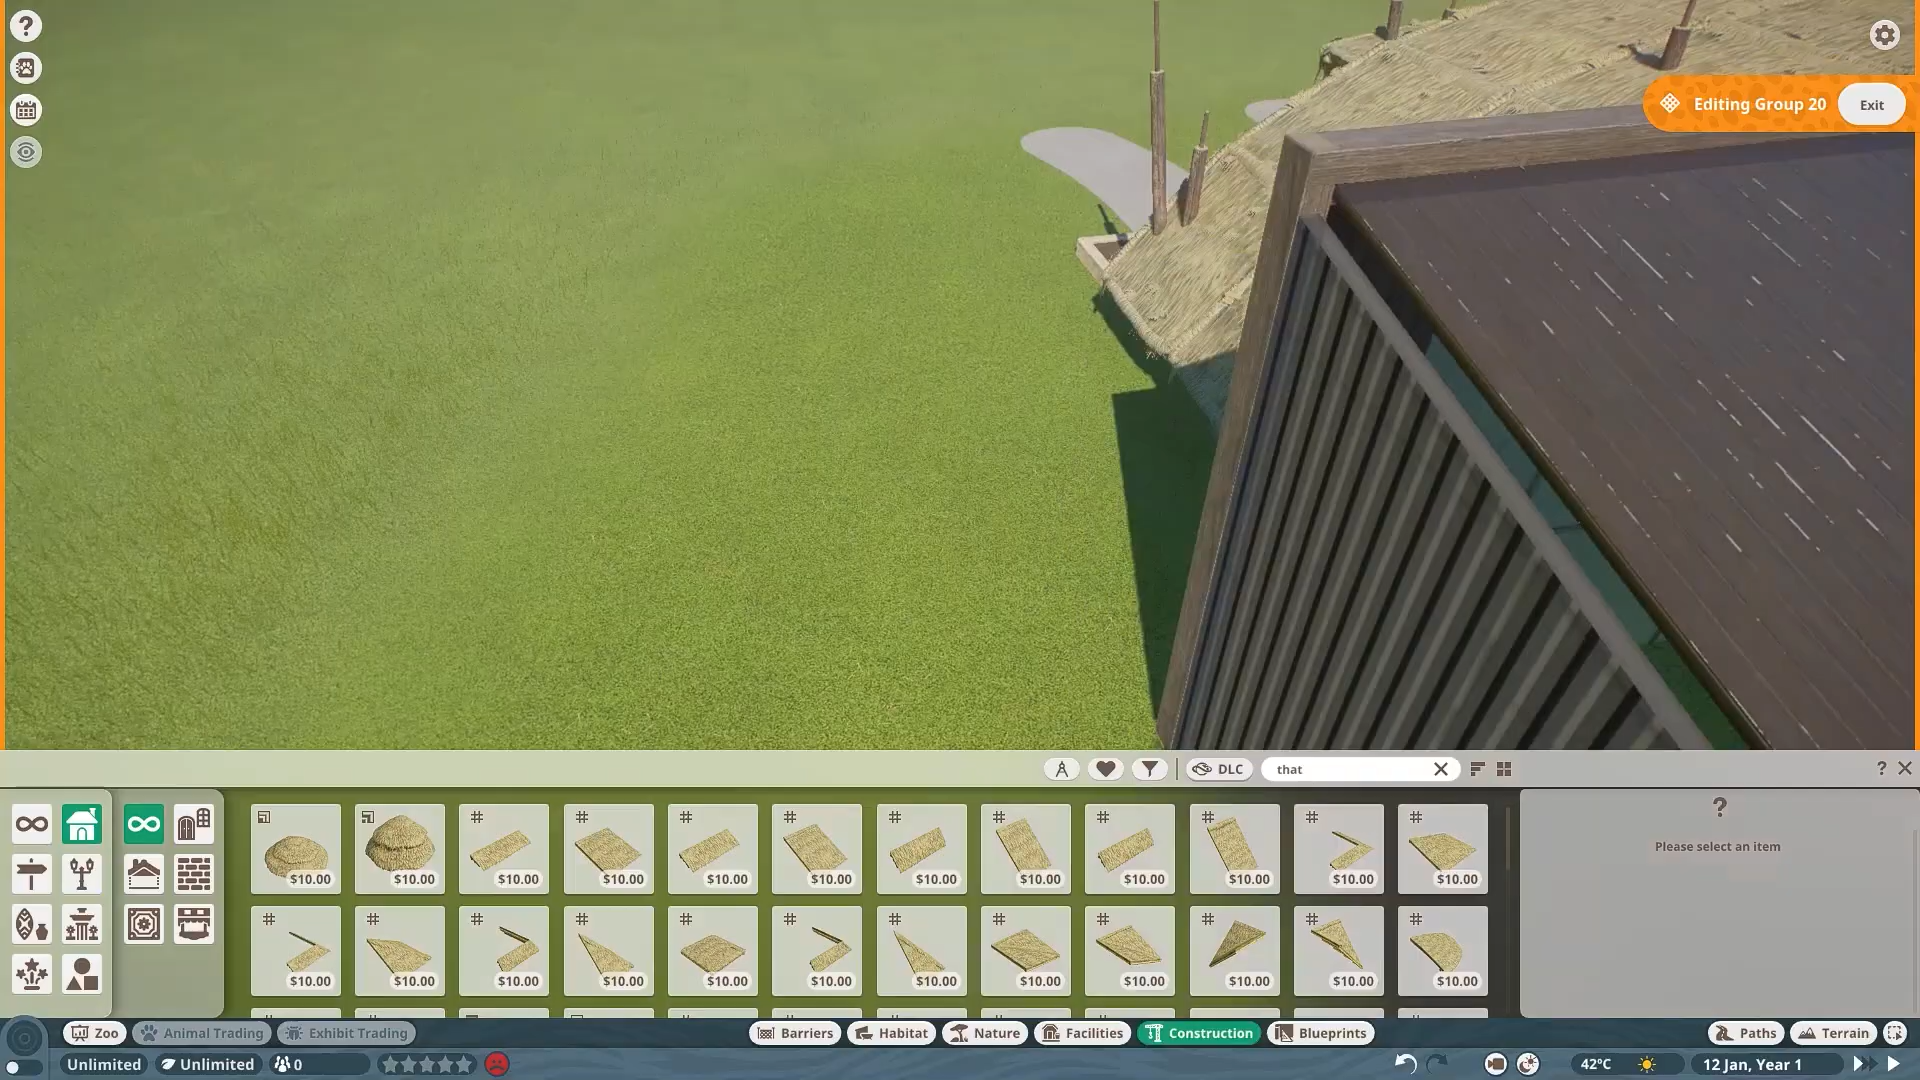 Editing Group 20
Exit
DLC
that
?
Please select an item
$10.00 $10.00 $10.00 $10.00 $10.00 $10.00 $10.00 $10.00 $10.00 $10.00 $10.00 $10.00
$10.00 $10.00 $10.00 $10.00 $10.00 $10.00 $10.00 $10.00 $10.00 $10.00 $10.00 $10.00
Zoo Animal Trading Exhibit Trading Barriers Habitat Nature Facilities Construction Blueprints Paths Terrain
Unlimited Unlimited 0 42°C 12 Jan, Year 1